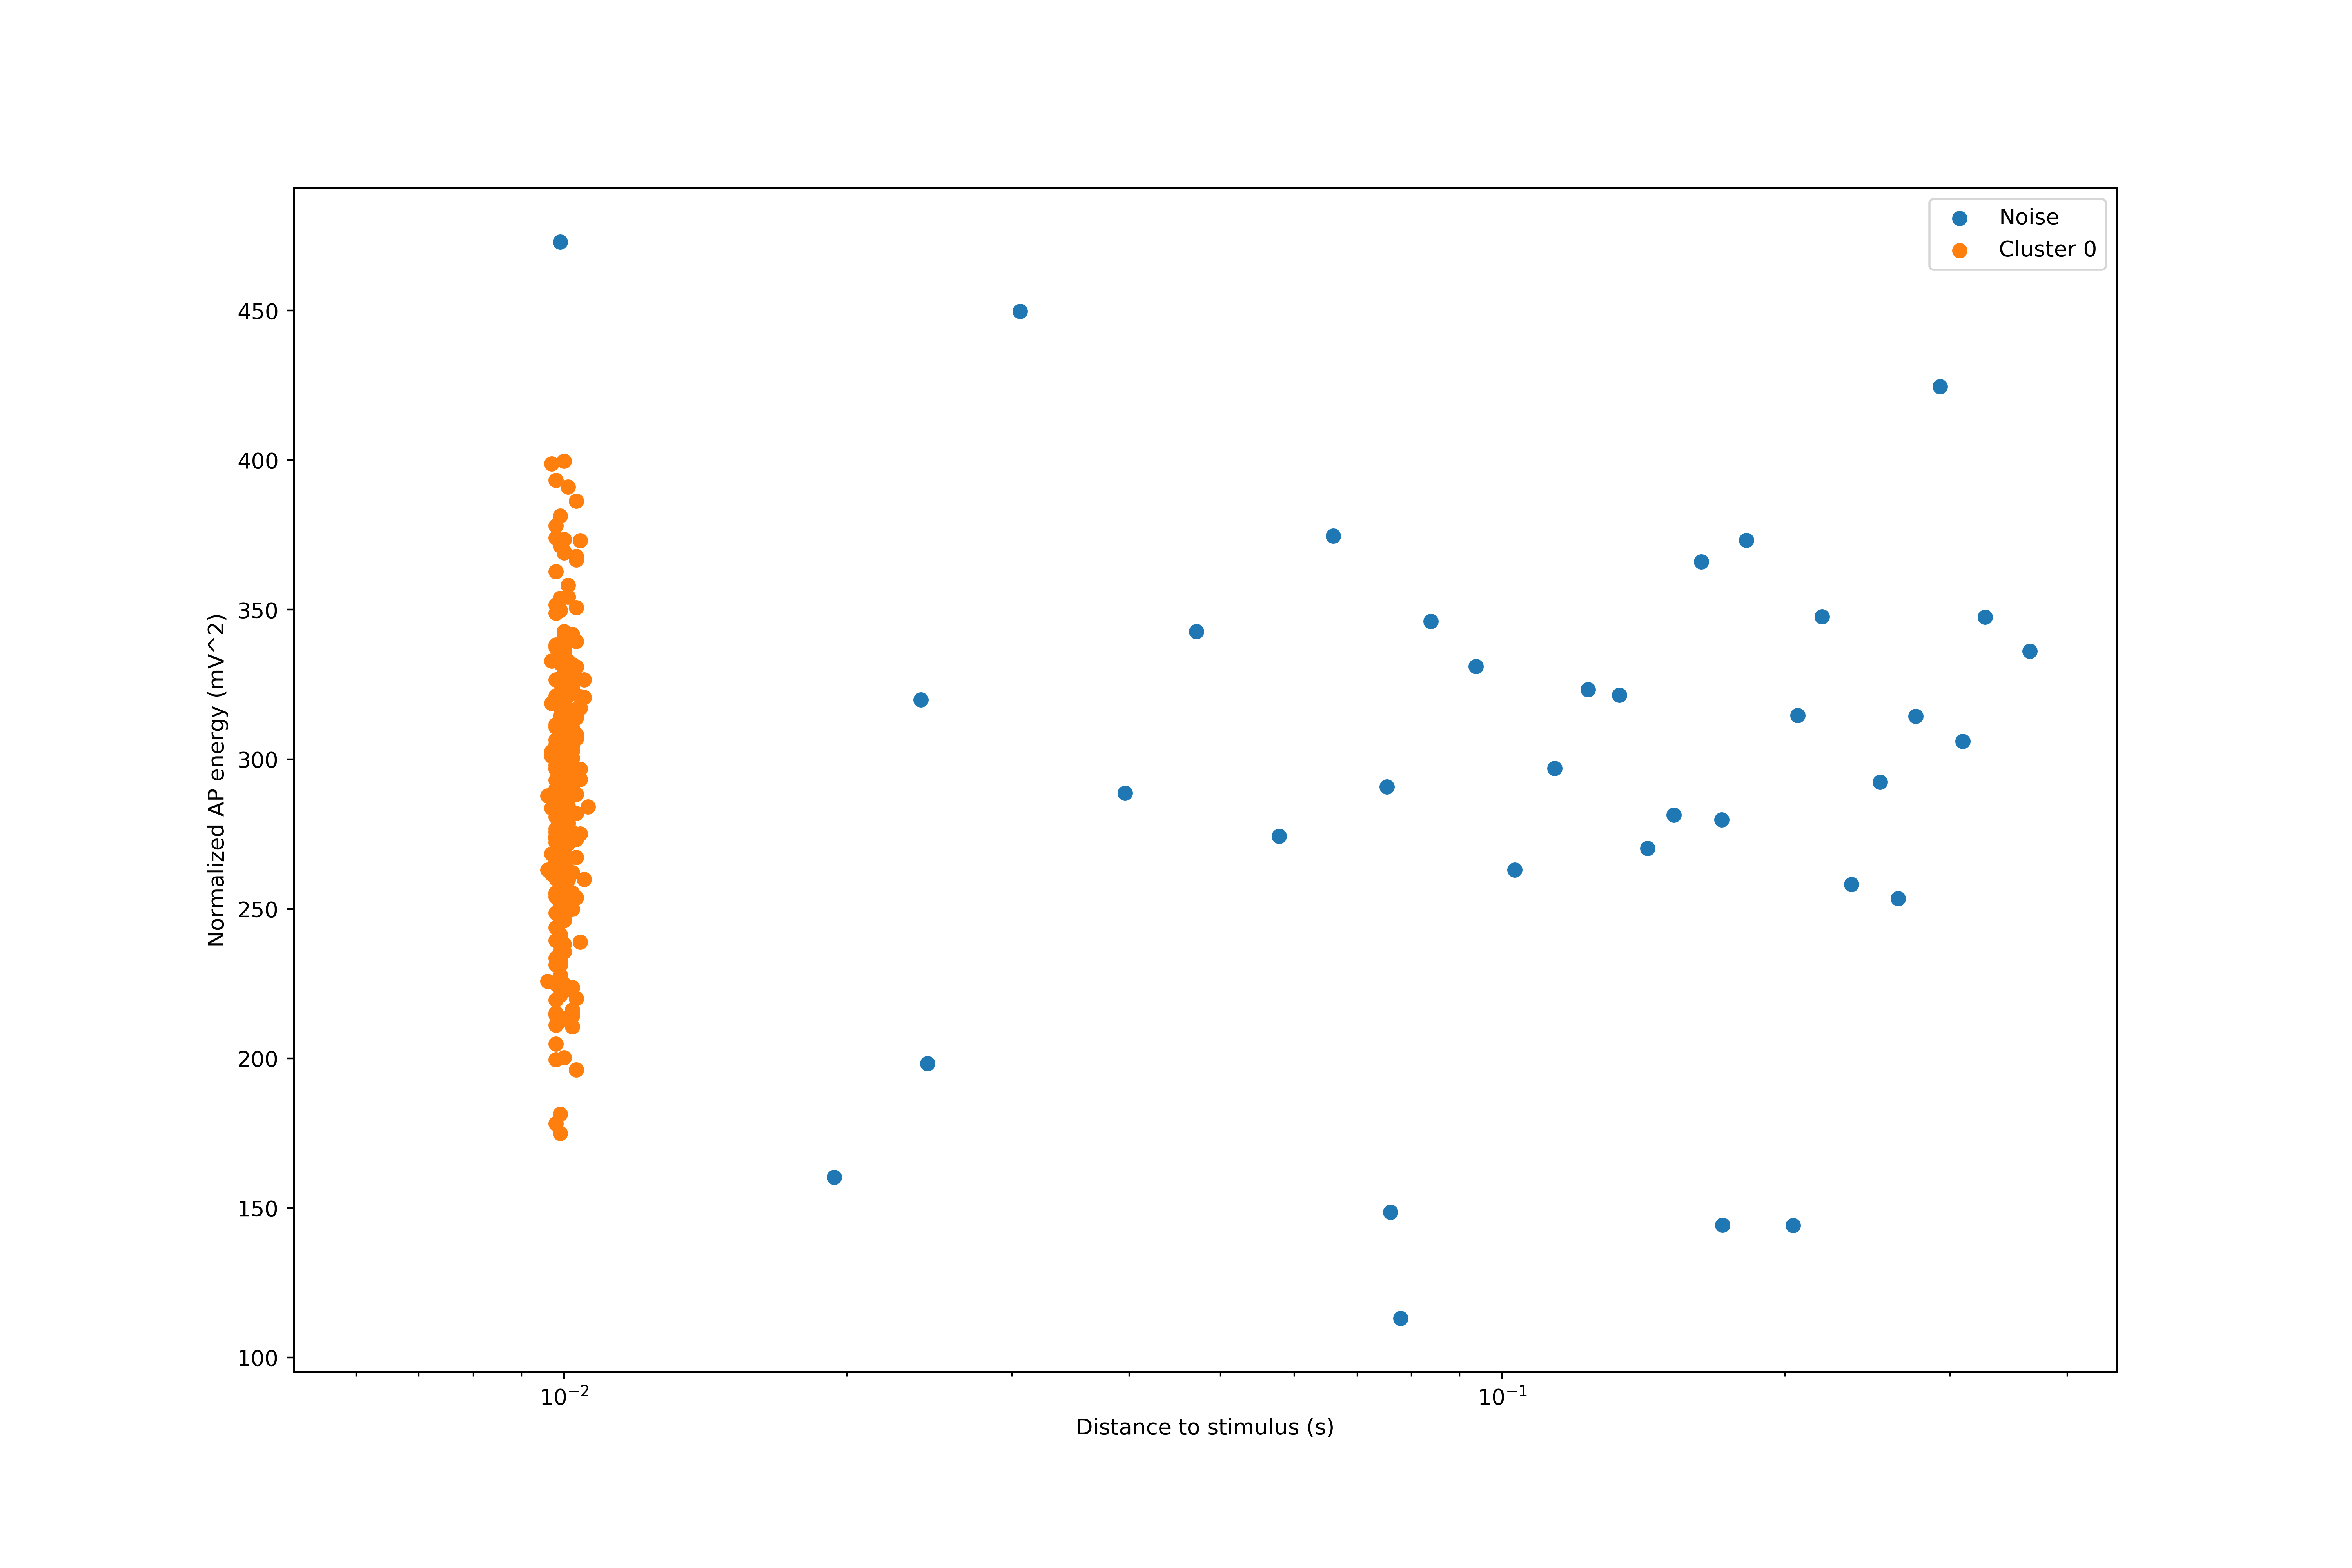 Noise
Cluster 0
450
400
350
300
250
200
150
100
Normalized AP energy (mV^2)
10⁻²
10⁻¹
Distance to stimulus (s)